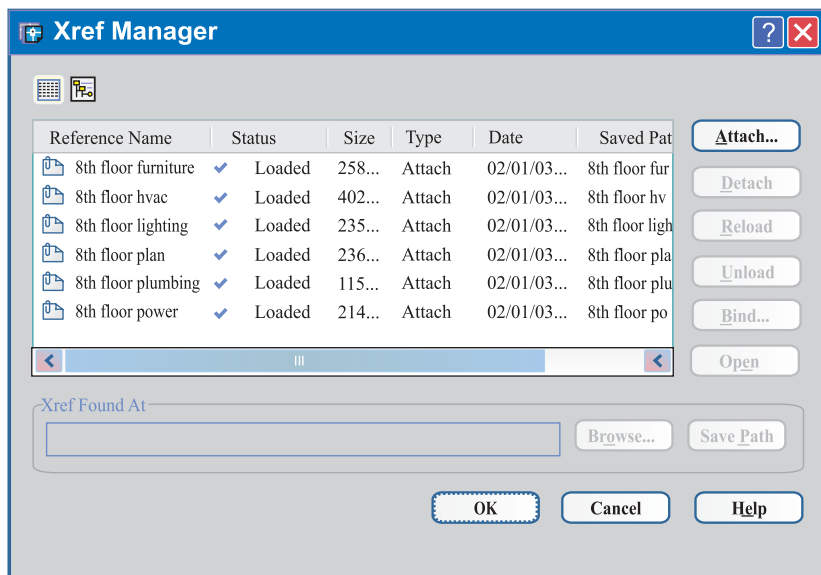 Xref Manager ?
Reference Name Status Size Type Date Saved Pat
8th floor furniture Loaded 258... Attach 02/01/03... 8th floor fur
8th floor hvac Loaded 402... Attach 02/01/03... 8th floor hv
8th floor lighting Loaded 235... Attach 02/01/03... 8th floor ligh
8th floor plan Loaded 236... Attach 02/01/03... 8th floor pla
8th floor plumbing Loaded 115... Attach 02/01/03... 8th floor plu
8th floor power Loaded 214... Attach 02/01/03... 8th floor po
Attach...
Detach
Reload
Unload
Bind...
Open
Xref Found At
Browse... Save Path
OK Cancel Help